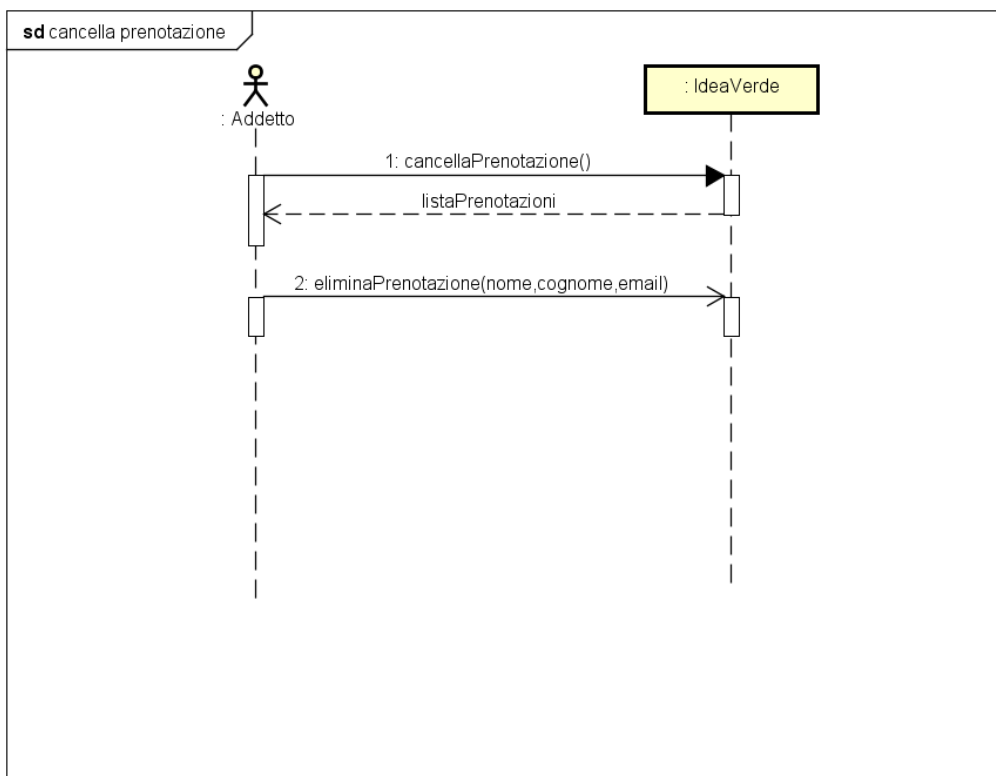 sd cancella prenotazione
: Addetto
: IdeaVerde
1: cancellaPrenotazione()
listaPrenotazioni
2: eliminaPrenotazione(nome,cognome,email)